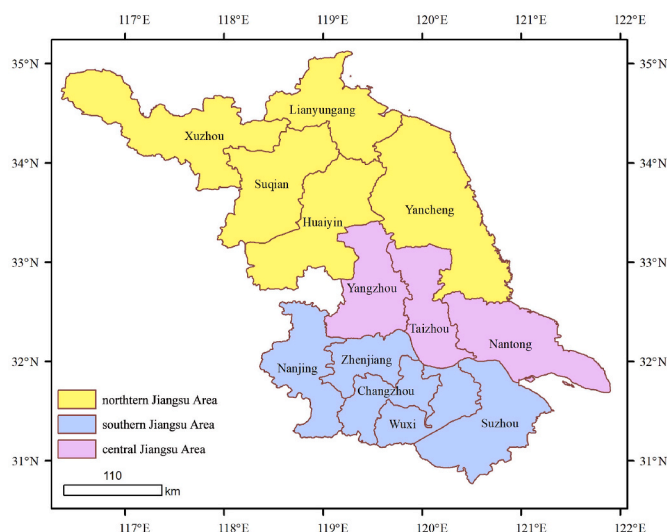 117°E 118°E 119°E 120°E 121°E 122°E
35°N 35°N
Lianyungang
Xuzhou
34°N 34°N
Suqian
Yancheng
Huaiyin
33°N 33°N
Yangzhou
Taizhou
Nantong
32°N 32°N
Zhenjiang
Nanjing
Changzhou
northtern Jiangsu Area
southern Jiangsu Area
Wuxi
Suzhou
central Jiangsu Area
31°N 31°N
110
km
117°E 118°E 119°E 120°E 121°E 122°E